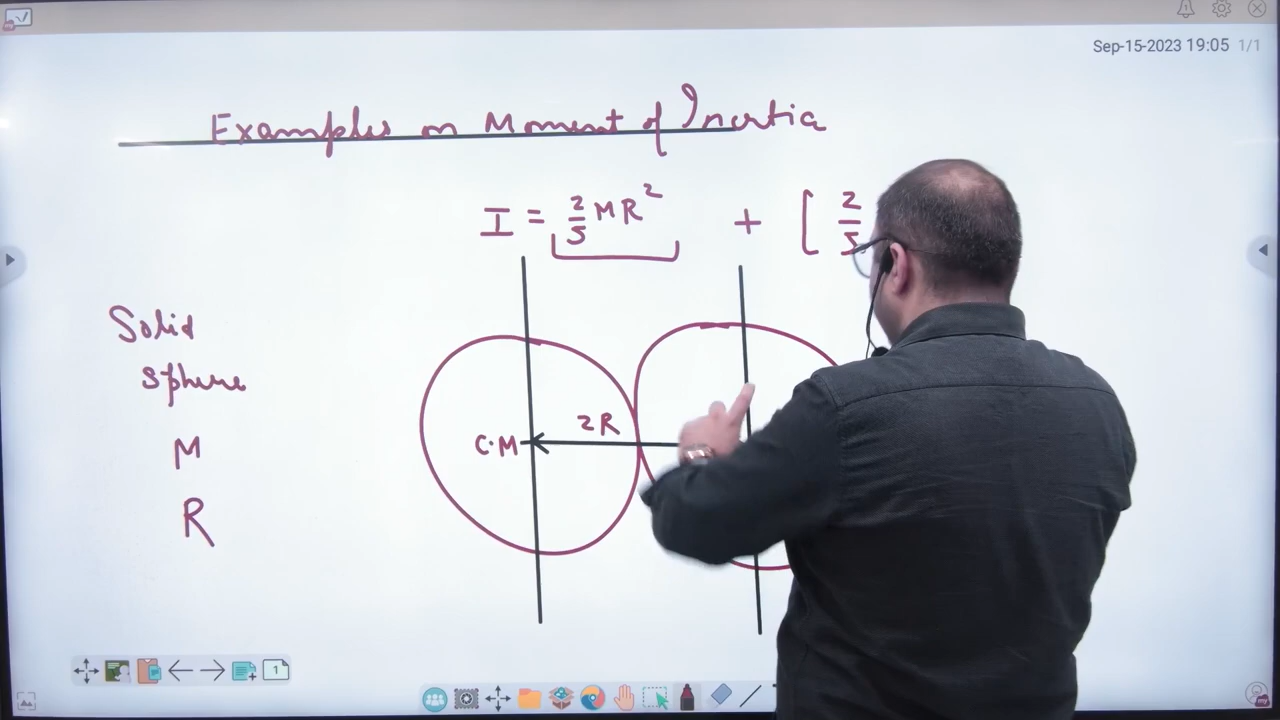 Sep-15-2023 19:05 1/1
Examples on Moment of Inertia
I = 2/5 MR² + [ 2/5
Solid
sphere
M
R
2R
C·M
1